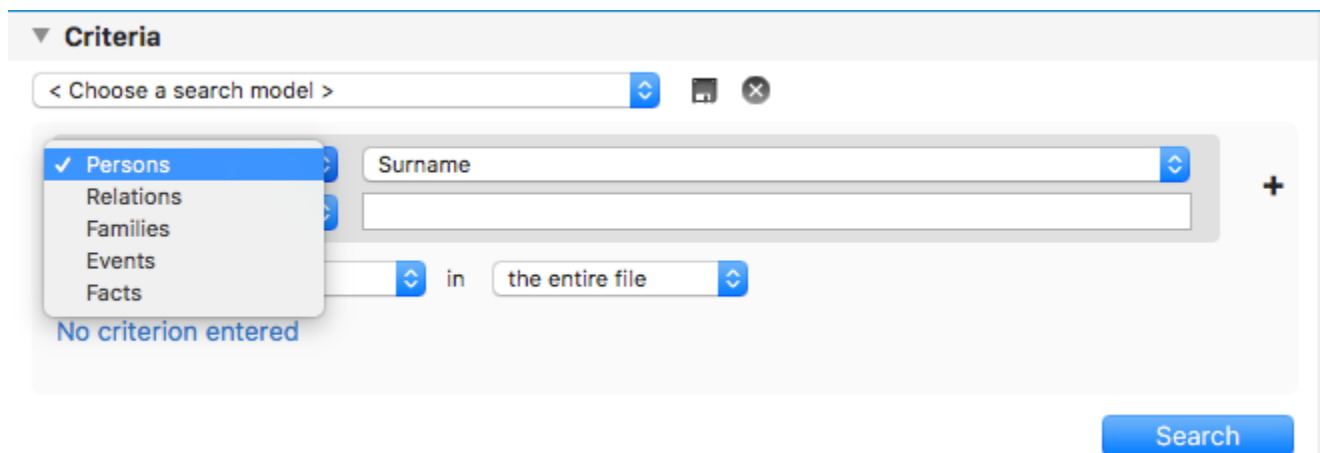 Criteria
< Choose a search model >
Persons
Surname
Relations
Families
Events
Facts
in
the entire file
No criterion entered
Search